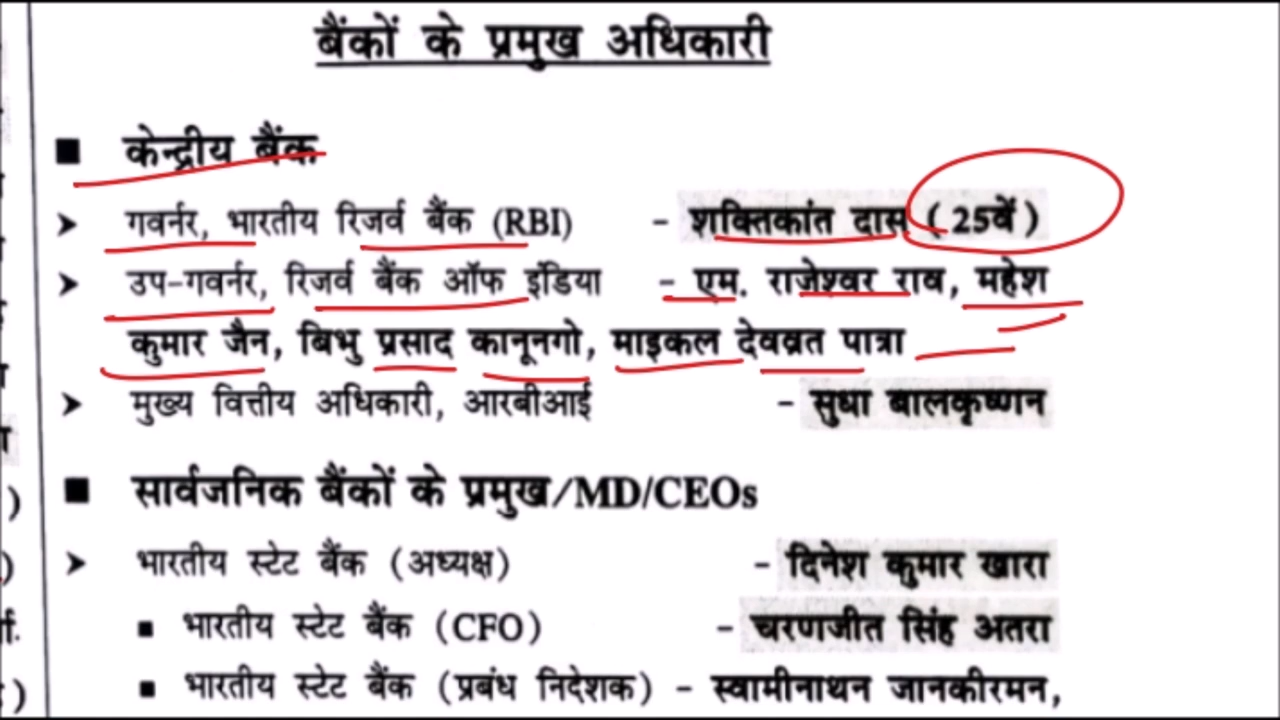 बैंकों के प्रमुख अधिकारी
■ केन्द्रीय बैंक
➤ गवर्नर, भारतीय रिजर्व बैंक (RBI) - शक्तिकांत दास (25वें)
➤ उप-गवर्नर, रिजर्व बैंक ऑफ इंडिया - एम. राजेश्वर राव, महेश
कुमार जैन, बिभु प्रसाद कानूनगो, माइकल देवव्रत पात्रा
➤ मुख्य वित्तीय अधिकारी, आरबीआई - सुधा बालकृष्णन
■ सार्वजनिक बैंकों के प्रमुख/MD/CEOs
➤ भारतीय स्टेट बैंक (अध्यक्ष) - दिनेश कुमार खारा
■ भारतीय स्टेट बैंक (CFO) - चरणजीत सिंह अतरा
■ भारतीय स्टेट बैंक (प्रबंध निदेशक) - स्वामीनाथन जानकीरमन,